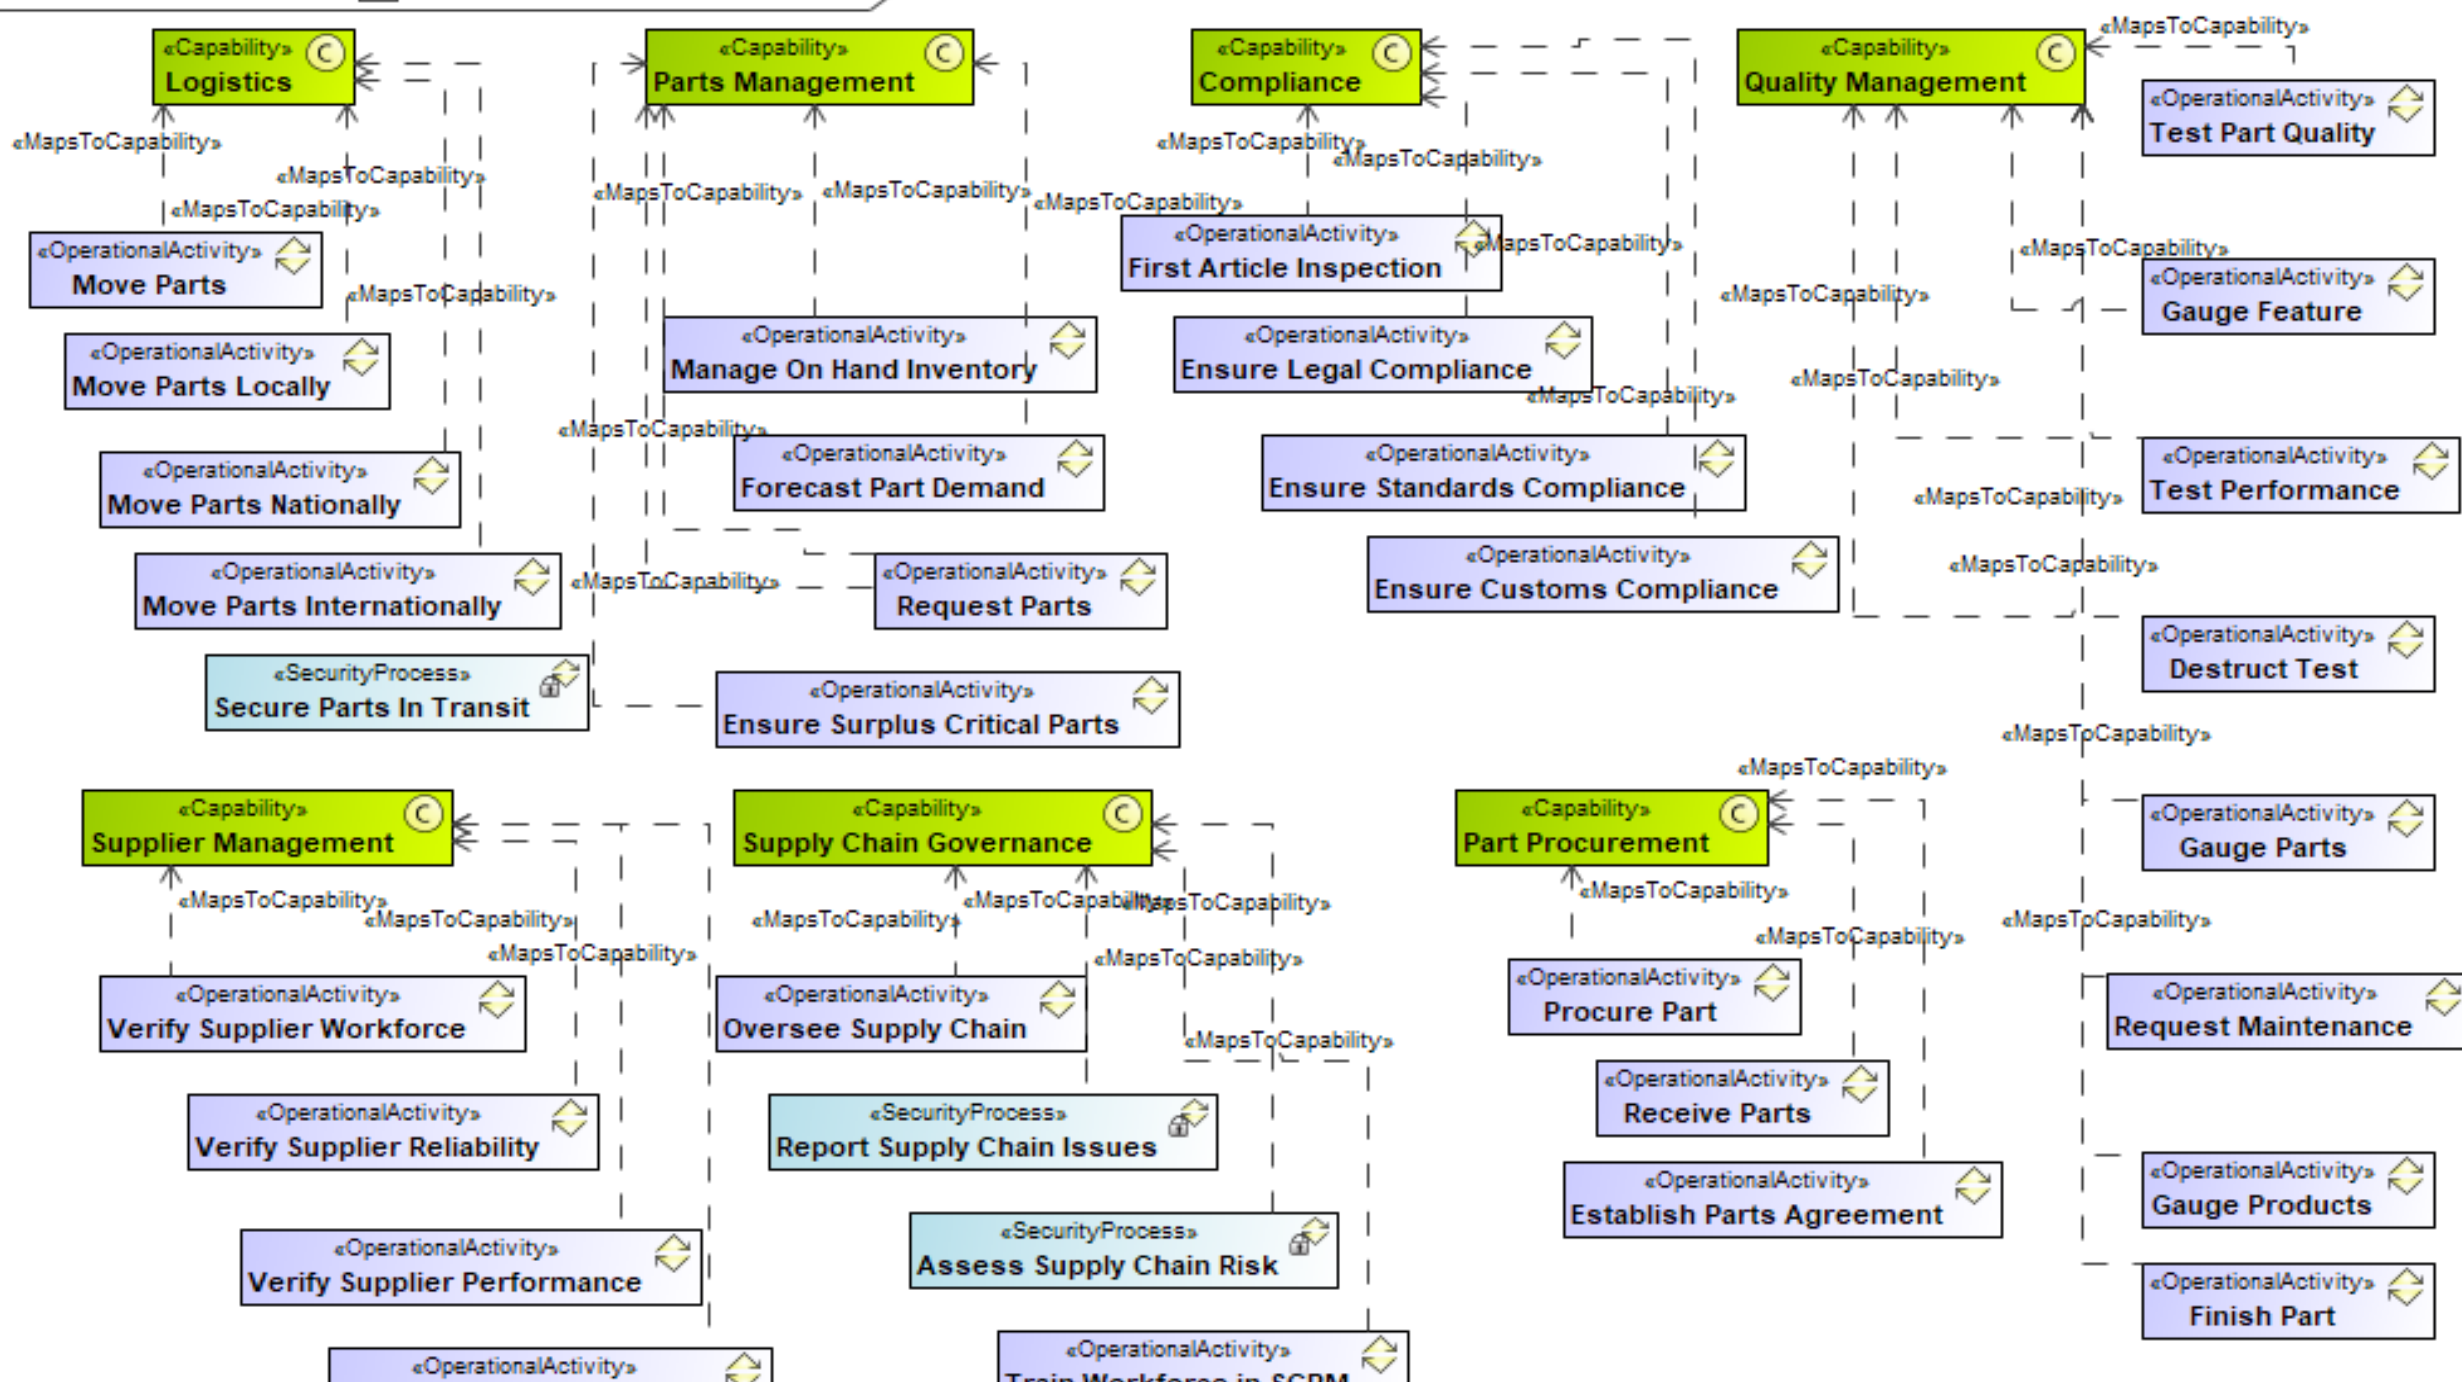 «Capability»
Logistics
«Capability»
Parts Management
«Capability»
Compliance
«Capability»
Quality Management
«MapsToCapability»
«OperationalActivity»
Test Part Quality
«MapsToCapability»
«MapsToCapability»
«MapsToCapability»
«OperationalActivity»
Move Parts
«MapsToCapability»
«OperationalActivity»
Move Parts Locally
«OperationalActivity»
Move Parts Nationally
«OperationalActivity»
Move Parts Internationally
«SecurityProcess»
Secure Parts In Transit
«MapsToCapability»
«MapsToCapability»
«MapsToCapability»
«OperationalActivity»
Manage On Hand Inventory
«MapsToCapability»
«OperationalActivity»
Forecast Part Demand
«MapsToCapability»
«OperationalActivity»
Request Parts
«OperationalActivity»
Ensure Surplus Critical Parts
«MapsToCapability»
«MapsToCapability»
«OperationalActivity»
First Article Inspection
«MapsToCapability»
«OperationalActivity»
Ensure Legal Compliance
«MapsToCapability»
«OperationalActivity»
Ensure Standards Compliance
«OperationalActivity»
Ensure Customs Compliance
«MapsToCapability»
«OperationalActivity»
Gauge Feature
«MapsToCapability»
«MapsToCapability»
«OperationalActivity»
Test Performance
«MapsToCapability»
«MapsToCapability»
«OperationalActivity»
Destruct Test
«MapsToCapability»
«OperationalActivity»
Gauge Parts
«MapsToCapability»
«OperationalActivity»
Request Maintenance
«OperationalActivity»
Gauge Products
«OperationalActivity»
Finish Part
«Capability»
Supplier Management
«MapsToCapability»
«MapsToCapability»
«MapsToCapability»
«OperationalActivity»
Verify Supplier Workforce
«OperationalActivity»
Verify Supplier Reliability
«OperationalActivity»
Verify Supplier Performance
«OperationalActivity»
«Capability»
Supply Chain Governance
«MapsToCapability»
«MapsToCapability»
«MapsToCapability»
«MapsToCapability»
«OperationalActivity»
Oversee Supply Chain
«MapsToCapability»
«SecurityProcess»
Report Supply Chain Issues
«SecurityProcess»
Assess Supply Chain Risk
«OperationalActivity»
Train Workforce in SCRM
«MapsToCapability»
«Capability»
Part Procurement
«MapsToCapability»
«MapsToCapability»
«OperationalActivity»
Procure Part
«OperationalActivity»
Receive Parts
«OperationalActivity»
Establish Parts Agreement